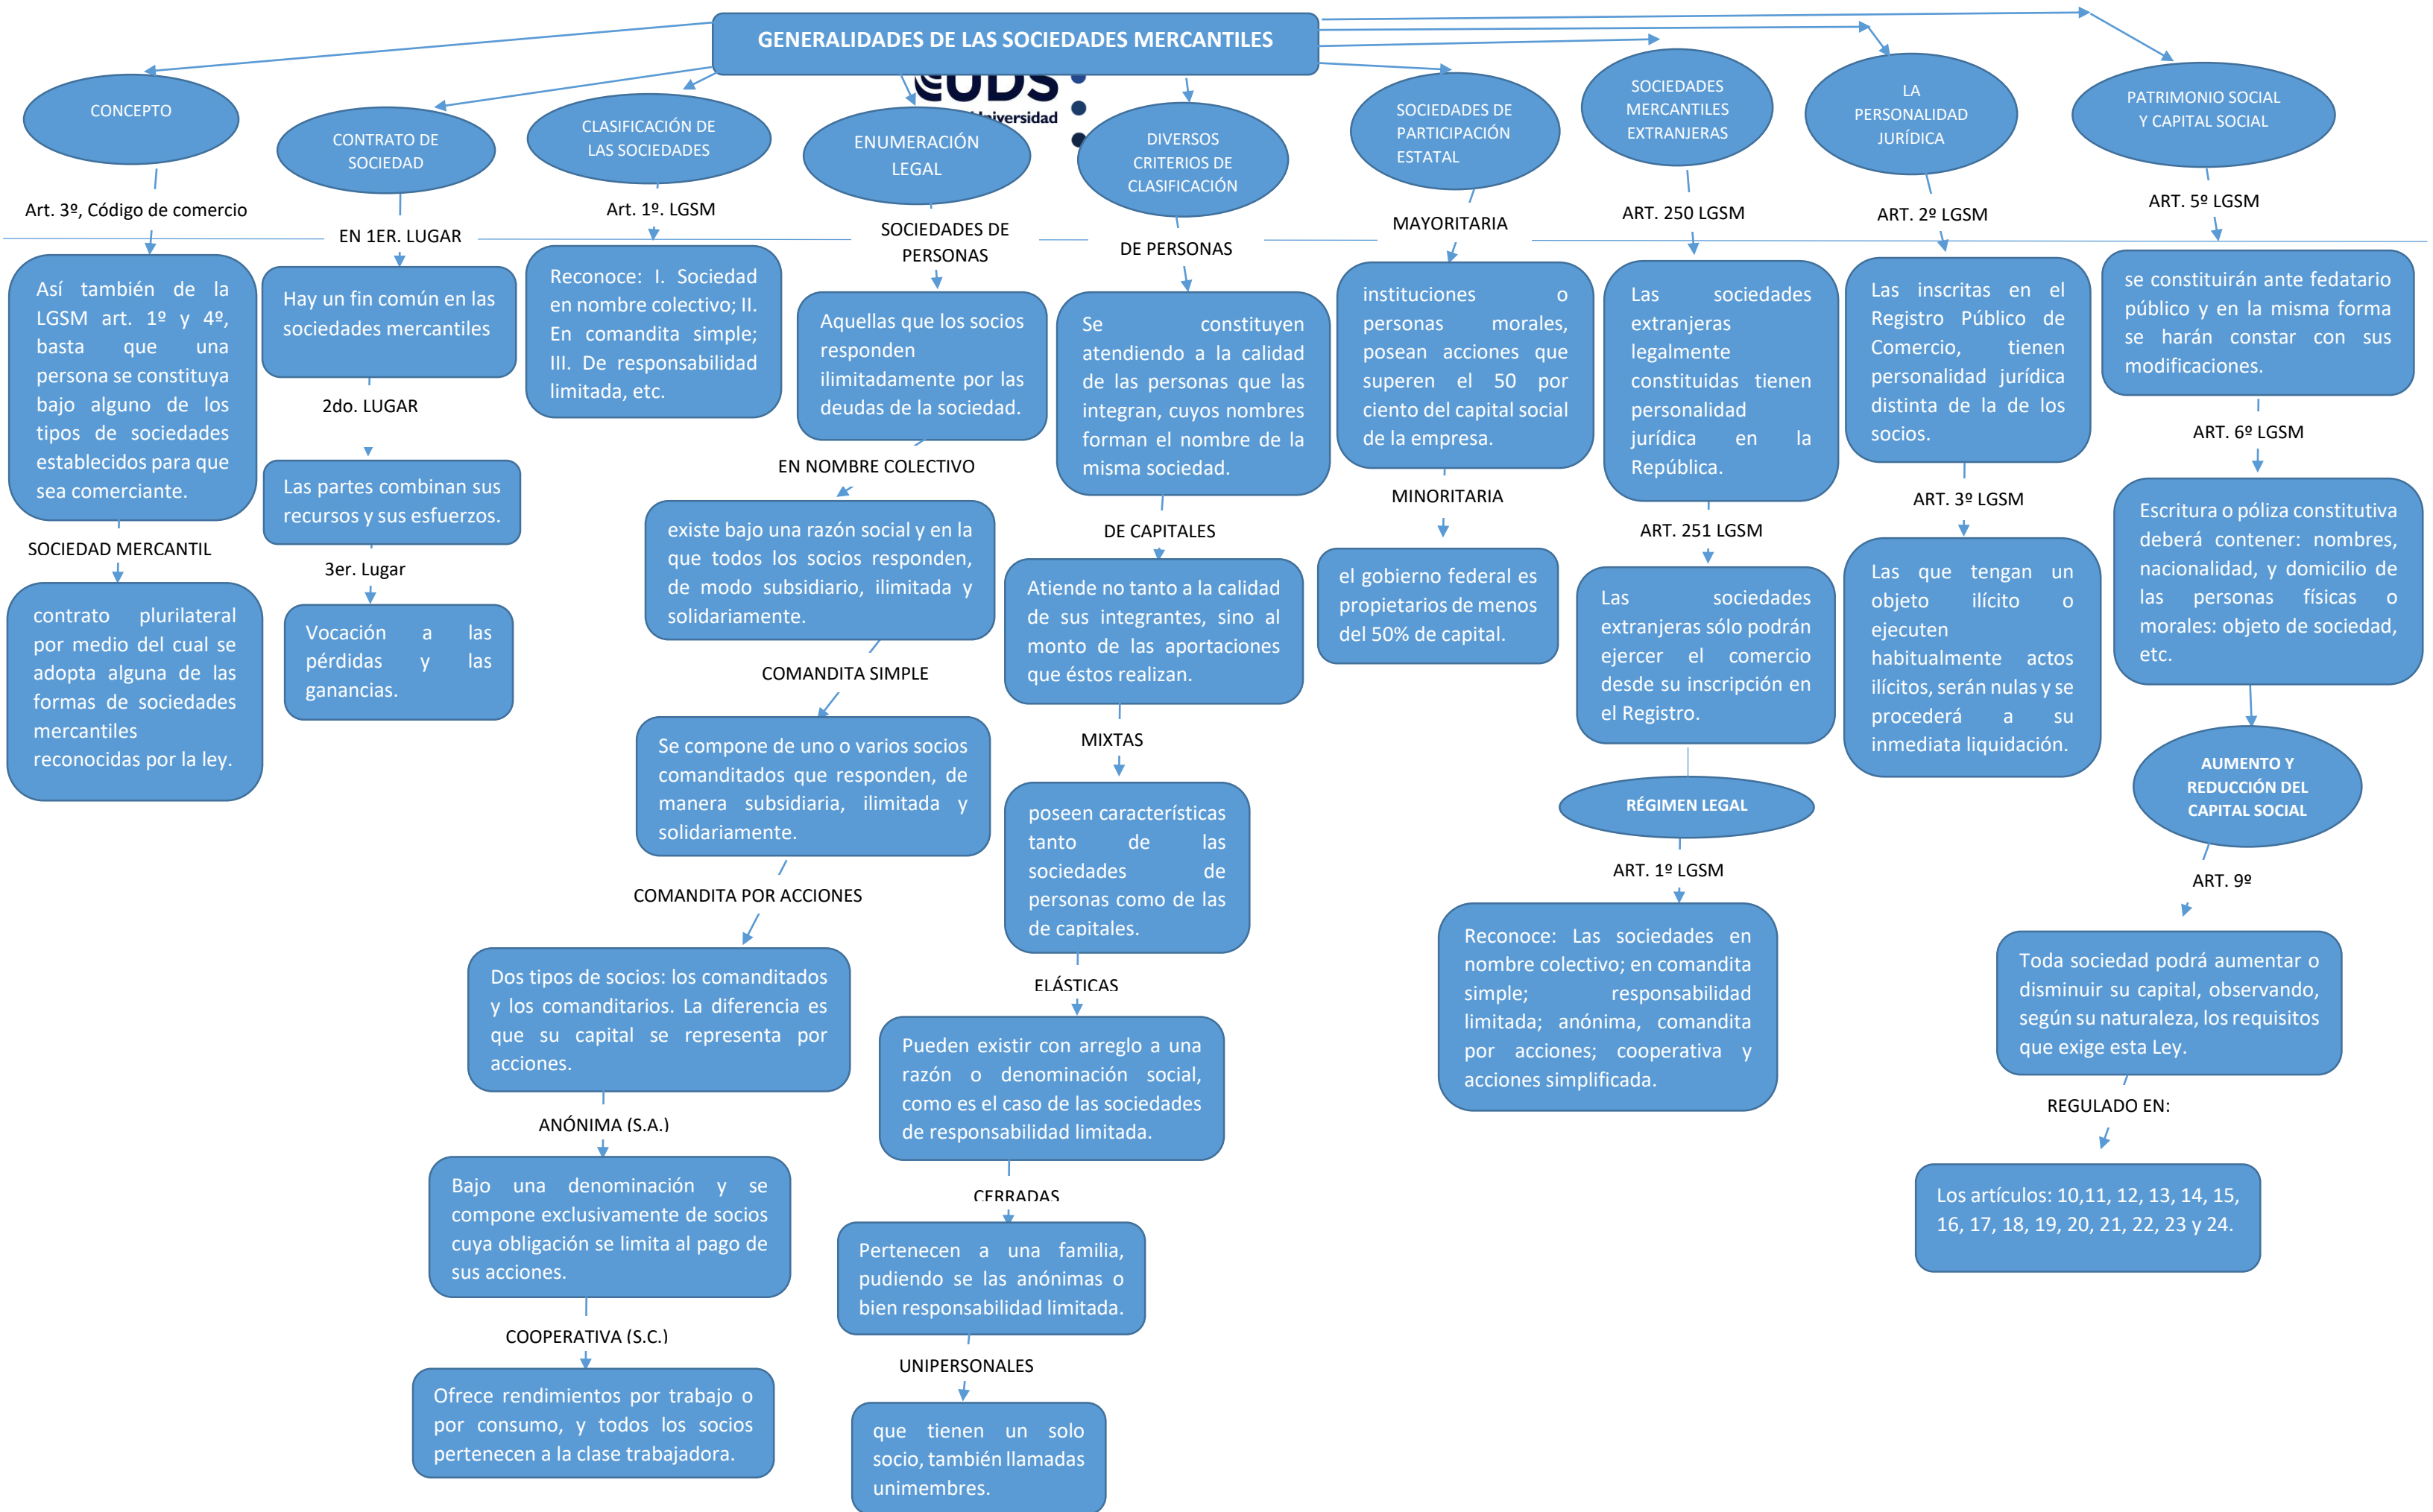 GENERALIDADES DE LAS SOCIEDADES MERCANTILES
UDS
CONCEPTO
Art. 3º, Código de comercio
Así también de la
LGSM art. 1º y 4º,
basta que una
persona se constituya
bajo alguno de los
tipos de sociedades
establecidos para que
sea comerciante.
SOCIEDAD MERCANTIL
contrato plurilateral
por medio del cual se
adopta alguna de las
formas de sociedades
mercantiles
reconocidas por la ley.
CONTRATO DE
SOCIEDAD
EN 1ER. LUGAR
Hay un fin común en las
sociedades mercantiles
2do. LUGAR
Las partes combinan sus
recursos y sus esfuerzos.
3er. Lugar
Vocación a las
pérdidas y las
ganancias.
CLASIFICACIÓN DE
LAS SOCIEDADES
Art. 1º. LGSM
Reconoce: I. Sociedad
en nombre colectivo; II.
En comandita simple;
III. De responsabilidad
limitada, etc.
ENUMERACIÓN
LEGAL
SOCIEDADES DE
PERSONAS
Aquellas que los socios
responden
ilimitadamente por las
deudas de la sociedad.
EN NOMBRE COLECTIVO
existe bajo una razón social y en la
que todos los socios responden,
de modo subsidiario, ilimitada y
solidariamente.
COMANDITA SIMPLE
Se compone de uno o varios socios
comanditados que responden, de
manera subsidiaria, ilimitada y
solidariamente.
COMANDITA POR ACCIONES
Dos tipos de socios: los comanditados
y los comanditarios. La diferencia es
que su capital se representa por
acciones.
ANÓNIMA (S.A.)
Bajo una denominación y se
compone exclusivamente de socios
cuya obligación se limita al pago de
sus acciones.
COOPERATIVA (S.C.)
Ofrece rendimientos por trabajo o
por consumo, y todos los socios
pertenecen a la clase trabajadora.
DIVERSOS
CRITERIOS DE
CLASIFICACIÓN
DE PERSONAS
Se constituyen
atendiendo a la calidad
de las personas que las
integran, cuyos nombres
forman el nombre de la
misma sociedad.
DE CAPITALES
Atiende no tanto a la calidad
de sus integrantes, sino al
monto de las aportaciones
que éstos realizan.
MIXTAS
poseen características
tanto de las
sociedades de
personas como de las
de capitales.
ELÁSTICAS
Pueden existir con arreglo a una
razón o denominación social,
como es el caso de las sociedades
de responsabilidad limitada.
CERRADAS
Pertenecen a una familia,
pudiendo se las anónimas o
bien responsabilidad limitada.
UNIPERSONALES
que tienen un solo
socio, también llamadas
unimembres.
SOCIEDADES DE
PARTICIPACIÓN
ESTATAL
MAYORITARIA
instituciones o
personas morales,
posean acciones que
superen el 50 por
ciento del capital social
de la empresa.
MINORITARIA
el gobierno federal es
propietarios de menos
del 50% de capital.
SOCIEDADES
MERCANTILES
EXTRANJERAS
ART. 250 LGSM
Las sociedades
extranjeras
legalmente
constituidas tienen
personalidad
jurídica en la
República.
ART. 251 LGSM
Las sociedades
extranjeras sólo podrán
ejercer el comercio
desde su inscripción en
el Registro.
RÉGIMEN LEGAL
ART. 1º LGSM
Reconoce: Las sociedades en
nombre colectivo; en comandita
simple; responsabilidad
limitada; anónima, comandita
por acciones; cooperativa y
acciones simplificada.
LA
PERSONALIDAD
JURÍDICA
ART. 2º LGSM
Las inscritas en el
Registro Público de
Comercio, tienen
personalidad jurídica
distinta de la de los
socios.
ART. 3º LGSM
Las que tengan un
objeto ilícito o
ejecuten
habitualmente actos
ilícitos, serán nulas y se
procederá a su
inmediata liquidación.
PATRIMONIO SOCIAL
Y CAPITAL SOCIAL
ART. 5º LGSM
se constituirán ante fedatario
público y en la misma forma
se harán constar con sus
modificaciones.
ART. 6º LGSM
Escritura o póliza constitutiva
deberá contener: nombres,
nacionalidad, y domicilio de
las personas físicas o
morales: objeto de sociedad,
etc.
AUMENTO Y
REDUCCIÓN DEL
CAPITAL SOCIAL
ART. 9º
Toda sociedad podrá aumentar o
disminuir su capital, observando,
según su naturaleza, los requisitos
que exige esta Ley.
REGULADO EN:
Los artículos: 10,11, 12, 13, 14, 15,
16, 17, 18, 19, 20, 21, 22, 23 y 24.